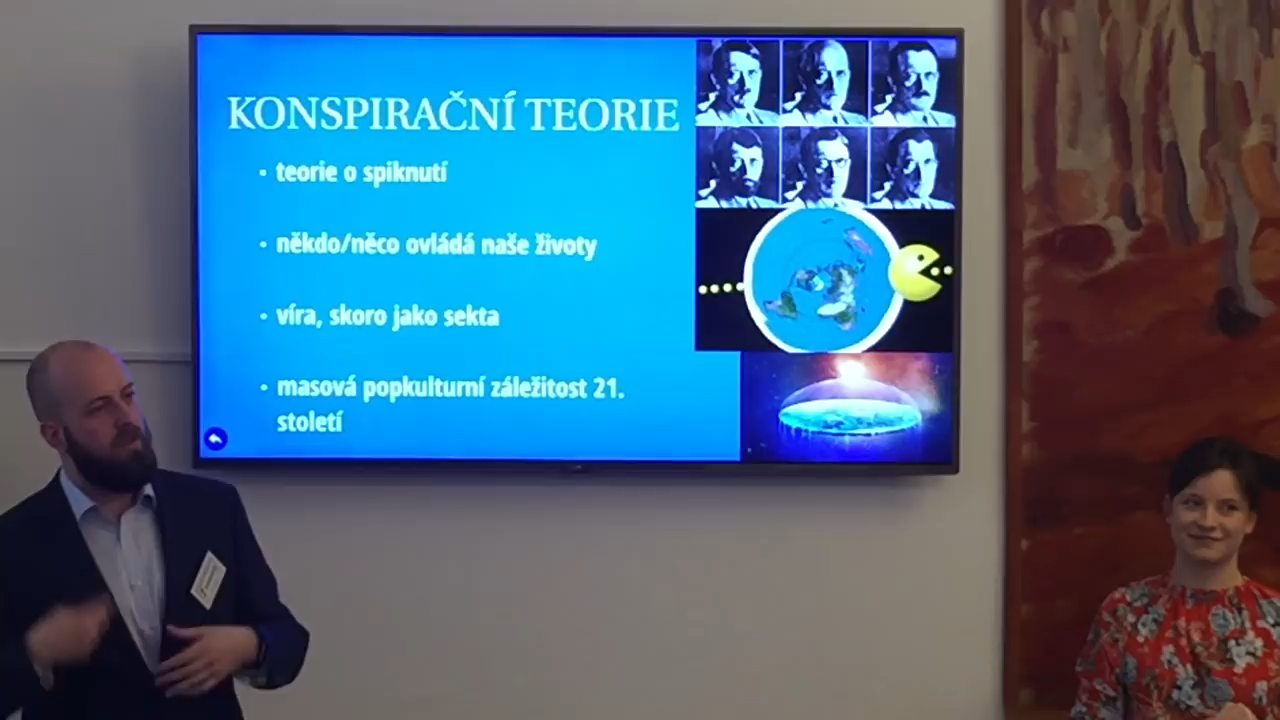 KONSPIRAČNÍ TEORIE
• teorie o spiknutí
• někdo/něco ovládá naše životy
• víra, skoro jako sekta
• masová popkulturní záležitost 21.
století